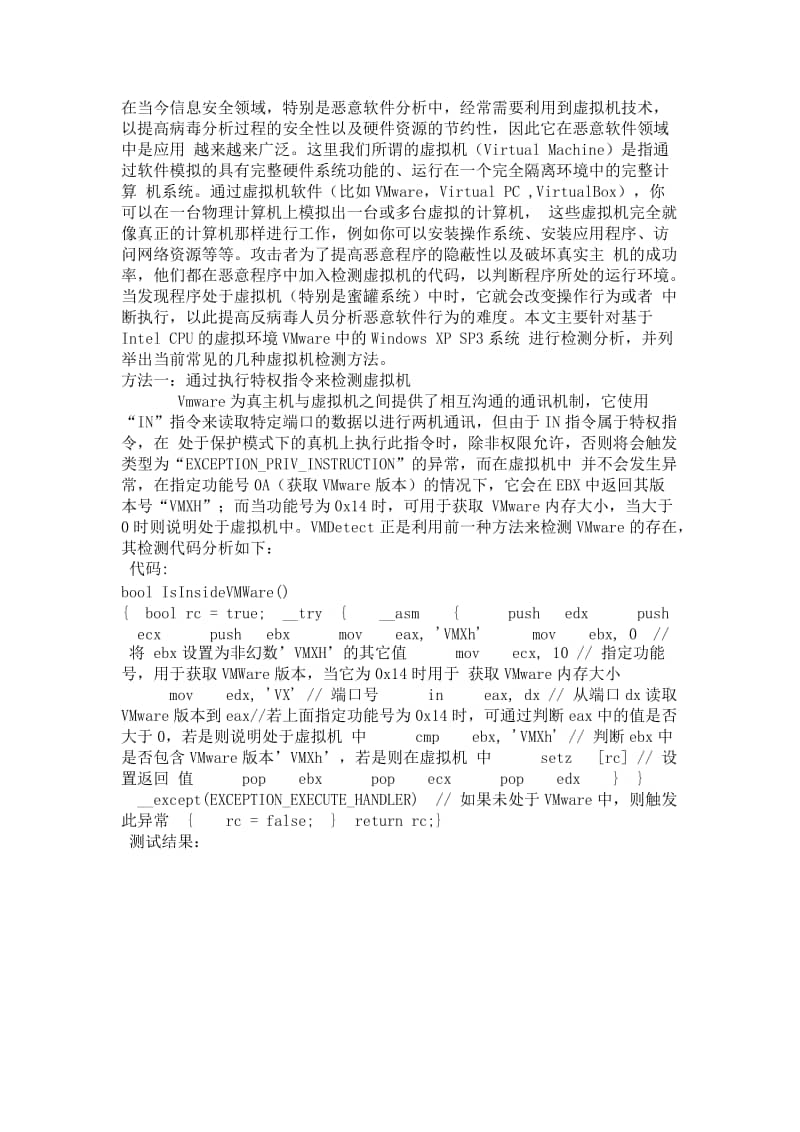 在当今信息安全领域，特别是恶意软件分析中，经常需要利用到虚拟机技术，
以提高病毒分析过程的安全性以及硬件资源的节约性，因此它在恶意软件领域
中是应用 越来越来广泛。这里我们所谓的虚拟机（Virtual Machine）是指通
过软件模拟的具有完整硬件系统功能的、运行在一个完全隔离环境中的完整计
算 机系统。通过虚拟机软件（比如 VMware，Virtual PC ,VirtualBox），你
可以在一台物理计算机上模拟出一台或多台虚拟的计算机， 这些虚拟机完全就
像真正的计算机那样进行工作，例如你可以安装操作系统、安装应用程序、访
问网络资源等等。攻击者为了提高恶意程序的隐蔽性以及破坏真实主 机的成功
率，他们都在恶意程序中加入检测虚拟机的代码，以判断程序所处的运行环境。
当发现程序处于虚拟机（特别是蜜罐系统）中时，它就会改变操作行为或者 中
断执行，以此提高反病毒人员分析恶意软件行为的难度。本文主要针对基于
Intel CPU 的虚拟环境 VMware 中的 Windows XP SP3 系统 进行检测分析，并列
举出当前常见的几种虚拟机检测方法。
方法一：通过执行特权指令来检测虚拟机
Vmware 为真主机与虚拟机之间提供了相互沟通的通讯机制，它使用
“IN”指令来读取特定端口的数据以进行两机通讯，但由于 IN 指令属于特权指
令，在 处于保护模式下的真机上执行此指令时，除非权限允许，否则将会触发
类型为“EXCEPTION_PRIV_INSTRUCTION”的异常，而在虚拟机中 并不会发生异
常，在指定功能号 0A（获取 VMware 版本）的情况下，它会在 EBX 中返回其版
本号“VMXH”；而当功能号为 0x14 时，可用于获取 VMware 内存大小，当大于
0 时则说明处于虚拟机中。VMDetect 正是利用前一种方法来检测 VMware 的存在，
其检测代码分析如下：
代码:
bool IsInsideVMWare()
{ bool rc = true; __try { __asm { push edx push
ecx push ebx mov eax, 'VMXh' mov ebx, 0 //
将 ebx 设置为非幻数’VMXH’的其它值 mov ecx, 10 // 指定功能
号，用于获取 VMWare 版本，当它为 0x14 时用于 获取 VMware 内存大小
mov edx, 'VX' // 端口号 in eax, dx // 从端口 dx 读取
VMware 版本到 eax//若上面指定功能号为 0x14 时，可通过判断 eax 中的值是否
大于 0，若是则说明处于虚拟机 中 cmp ebx, 'VMXh' // 判断 ebx 中
是否包含 VMware 版本’VMXh’，若是则在虚拟机 中 setz [rc] // 设
置返回 值 pop ebx pop ecx pop edx } }
__except(EXCEPTION_EXECUTE_HANDLER) // 如果未处于 VMware 中，则触发
此异常 { rc = false; } return rc;}
测试结果：